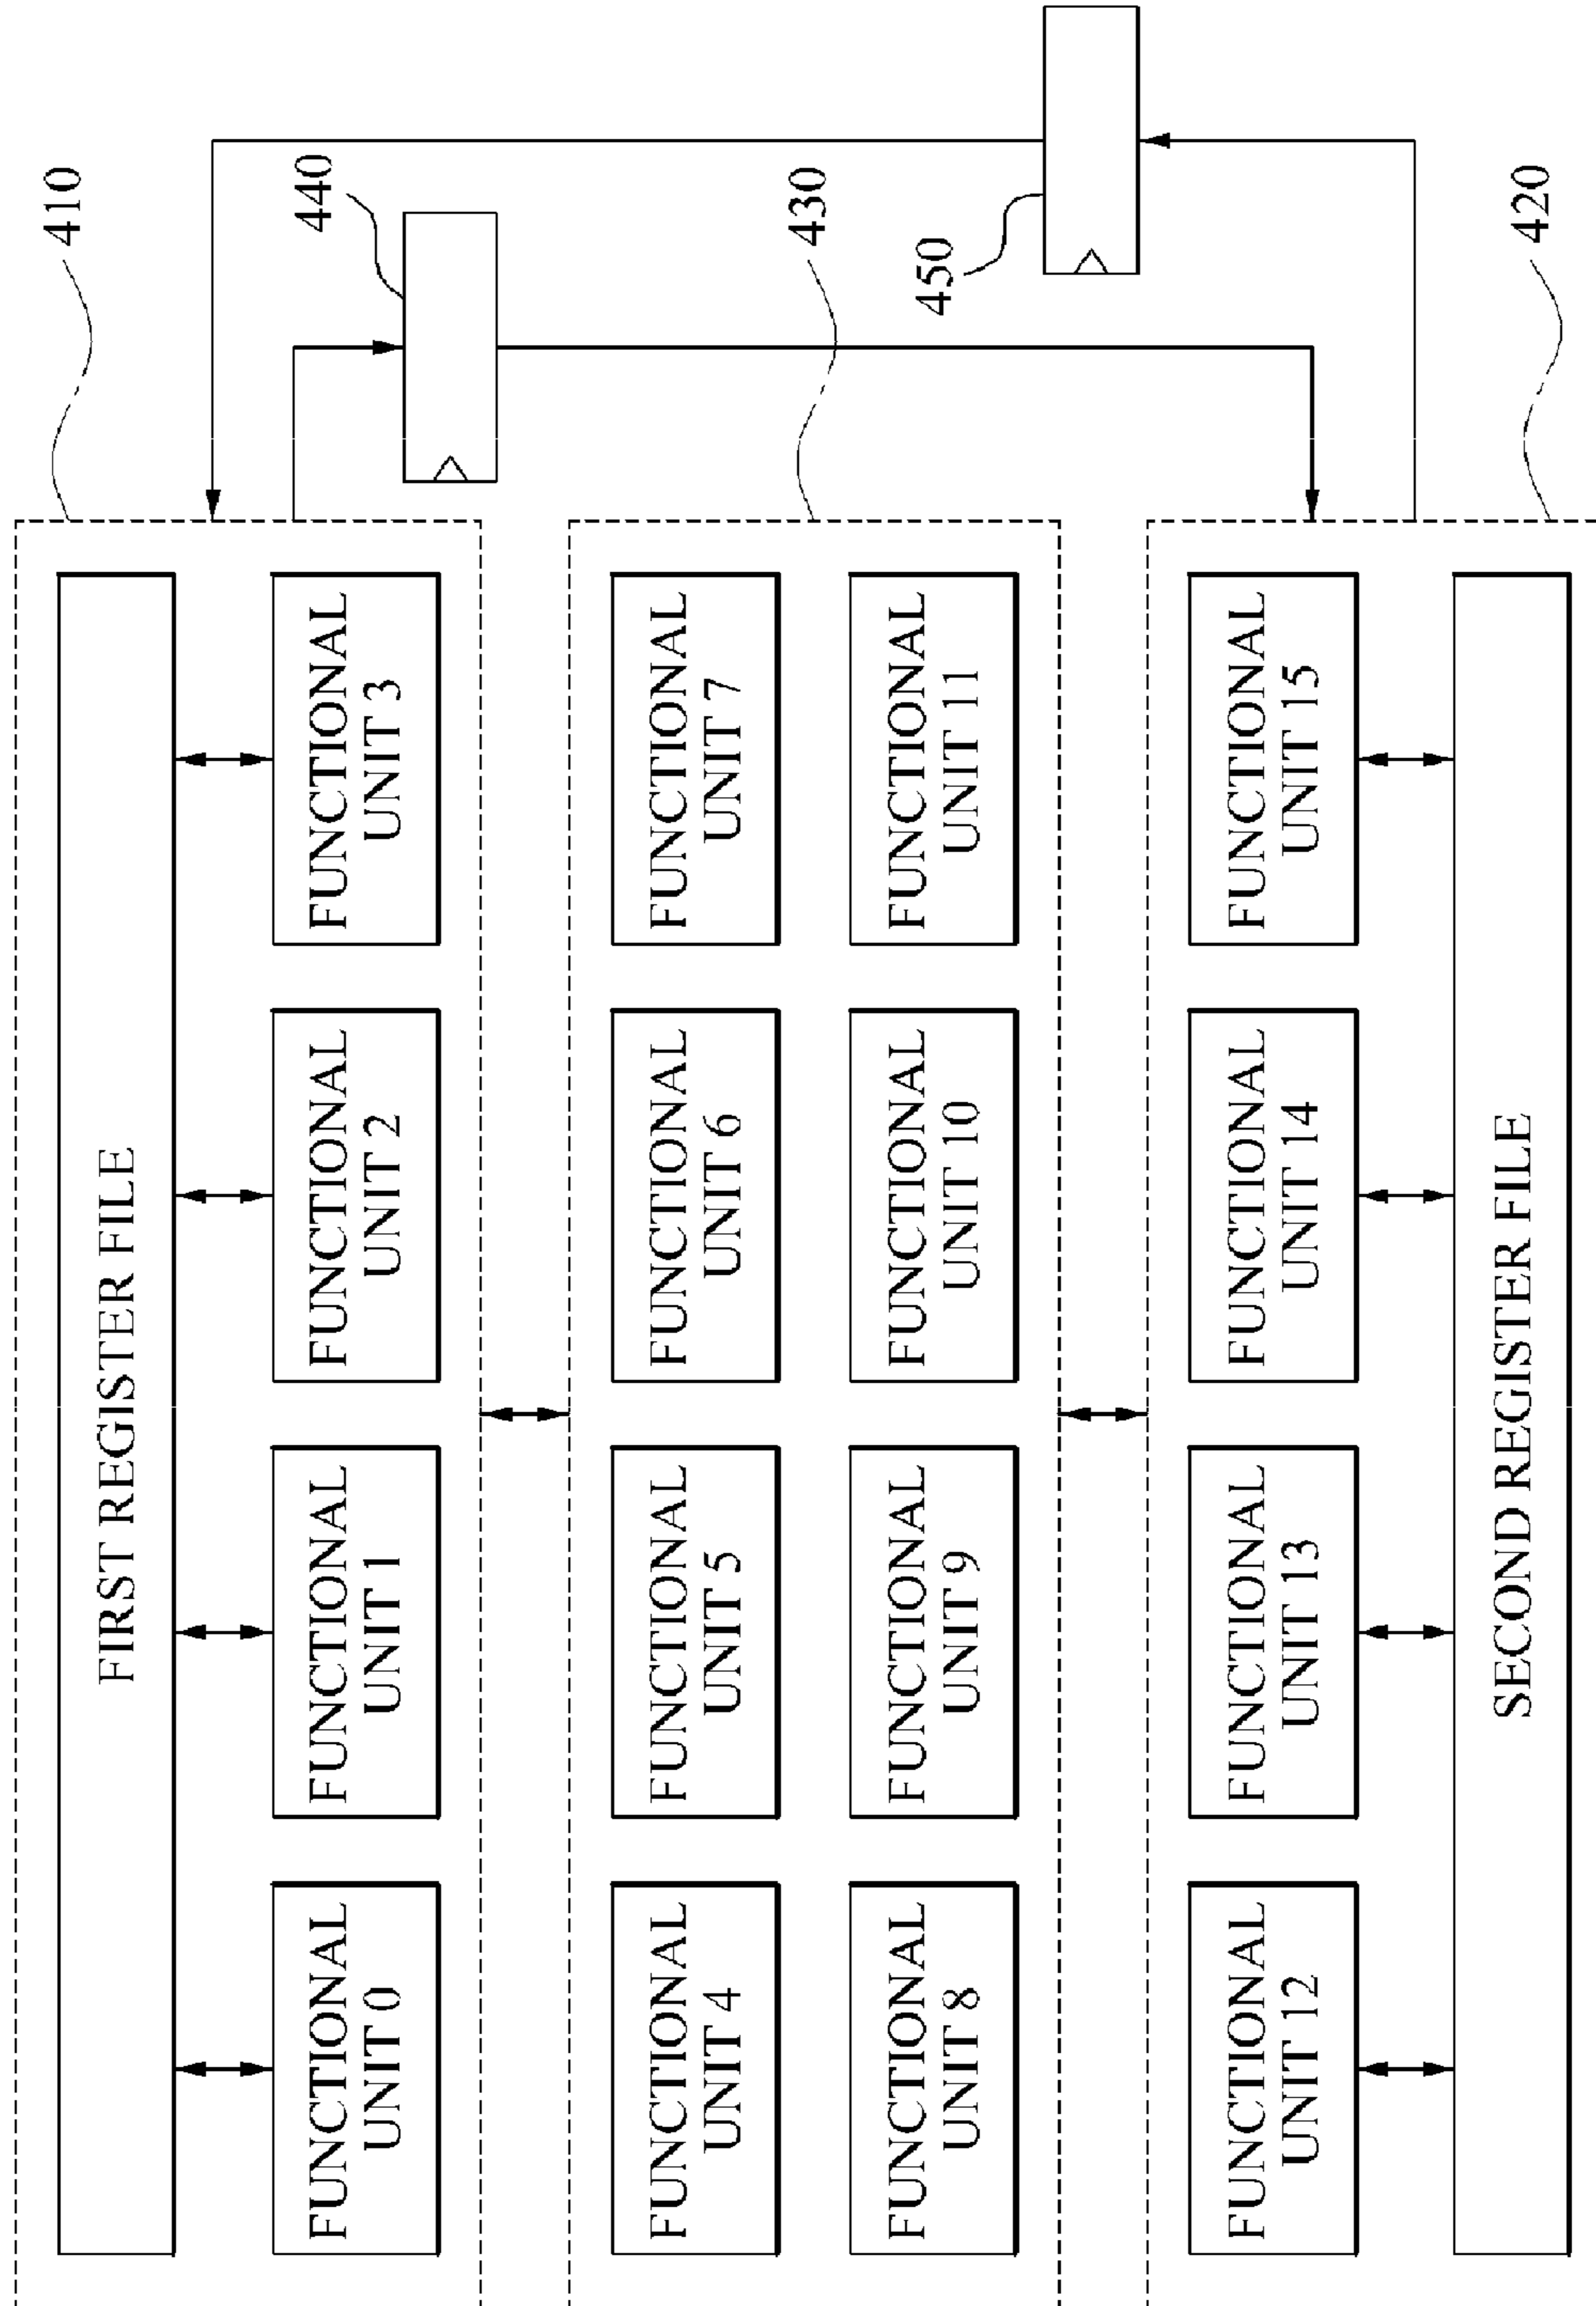 410
FIRST REGISTER FILE
FUNCTIONAL
UNIT 0
FUNCTIONAL
UNIT 1
FUNCTIONAL
UNIT 2
FUNCTIONAL
UNIT 3
440
FUNCTIONAL
UNIT 4
FUNCTIONAL
UNIT 5
FUNCTIONAL
UNIT 6
FUNCTIONAL
UNIT 7
430
FUNCTIONAL
UNIT 8
FUNCTIONAL
UNIT 9
FUNCTIONAL
UNIT 10
FUNCTIONAL
UNIT 11
450
FUNCTIONAL
UNIT 12
FUNCTIONAL
UNIT 13
FUNCTIONAL
UNIT 14
FUNCTIONAL
UNIT 15
SECOND REGISTER FILE
420